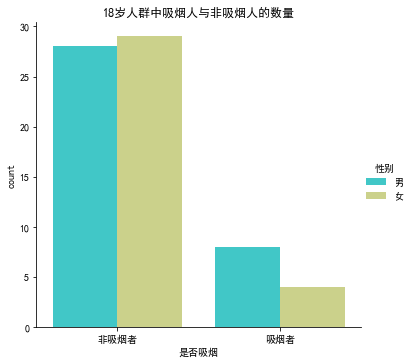 18岁人群中吸烟人与非吸烟人的数量
30
25
20
15
10
5
0
count
非吸烟者
吸烟者
是否吸烟
性别
男
女